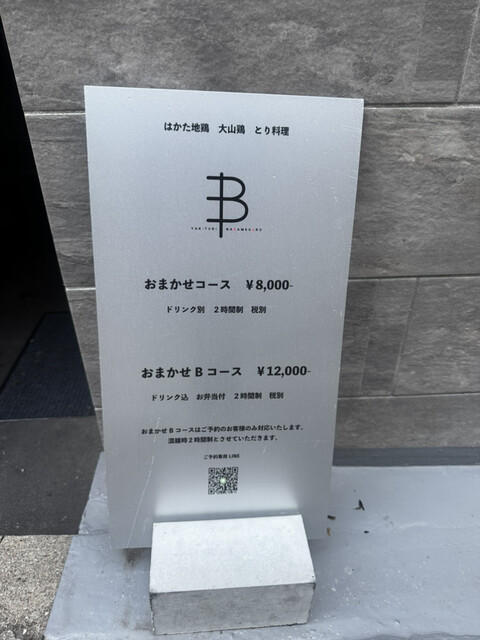 はかた地鶏　大山鶏　とり料理
B
YAKITORI NAKAMEGURO
おまかせコース　￥8,000-
ドリンク別　２時間制　税別
おまかせBコース　￥12,000-
ドリンク込　お弁当付　２時間制　税別
おまかせBコースはご予約のお客様のみ対応いたします。
混雑時２時間制とさせていただきます。
ご予約専用 LINE